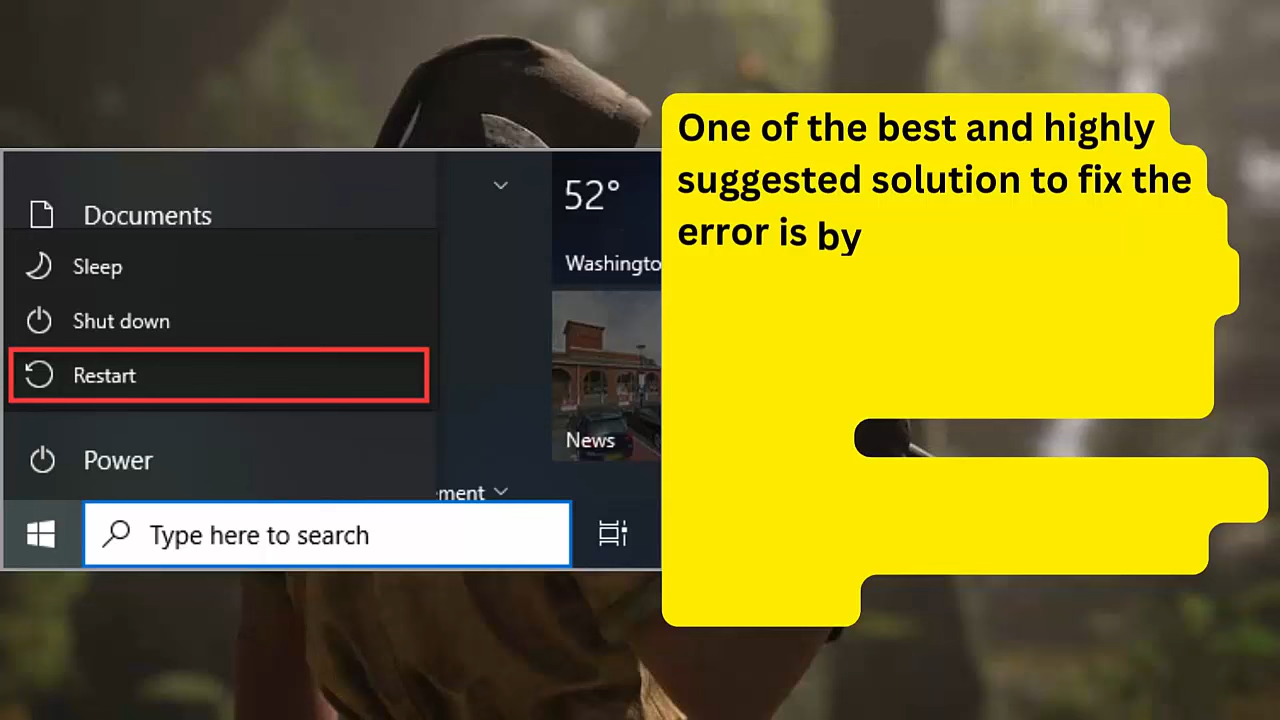 Documents
Sleep
Shut down
Restart
Power
ment
Type here to search
52°
Washingto
News
One of the best and highly
suggested solution to fix the
error is by